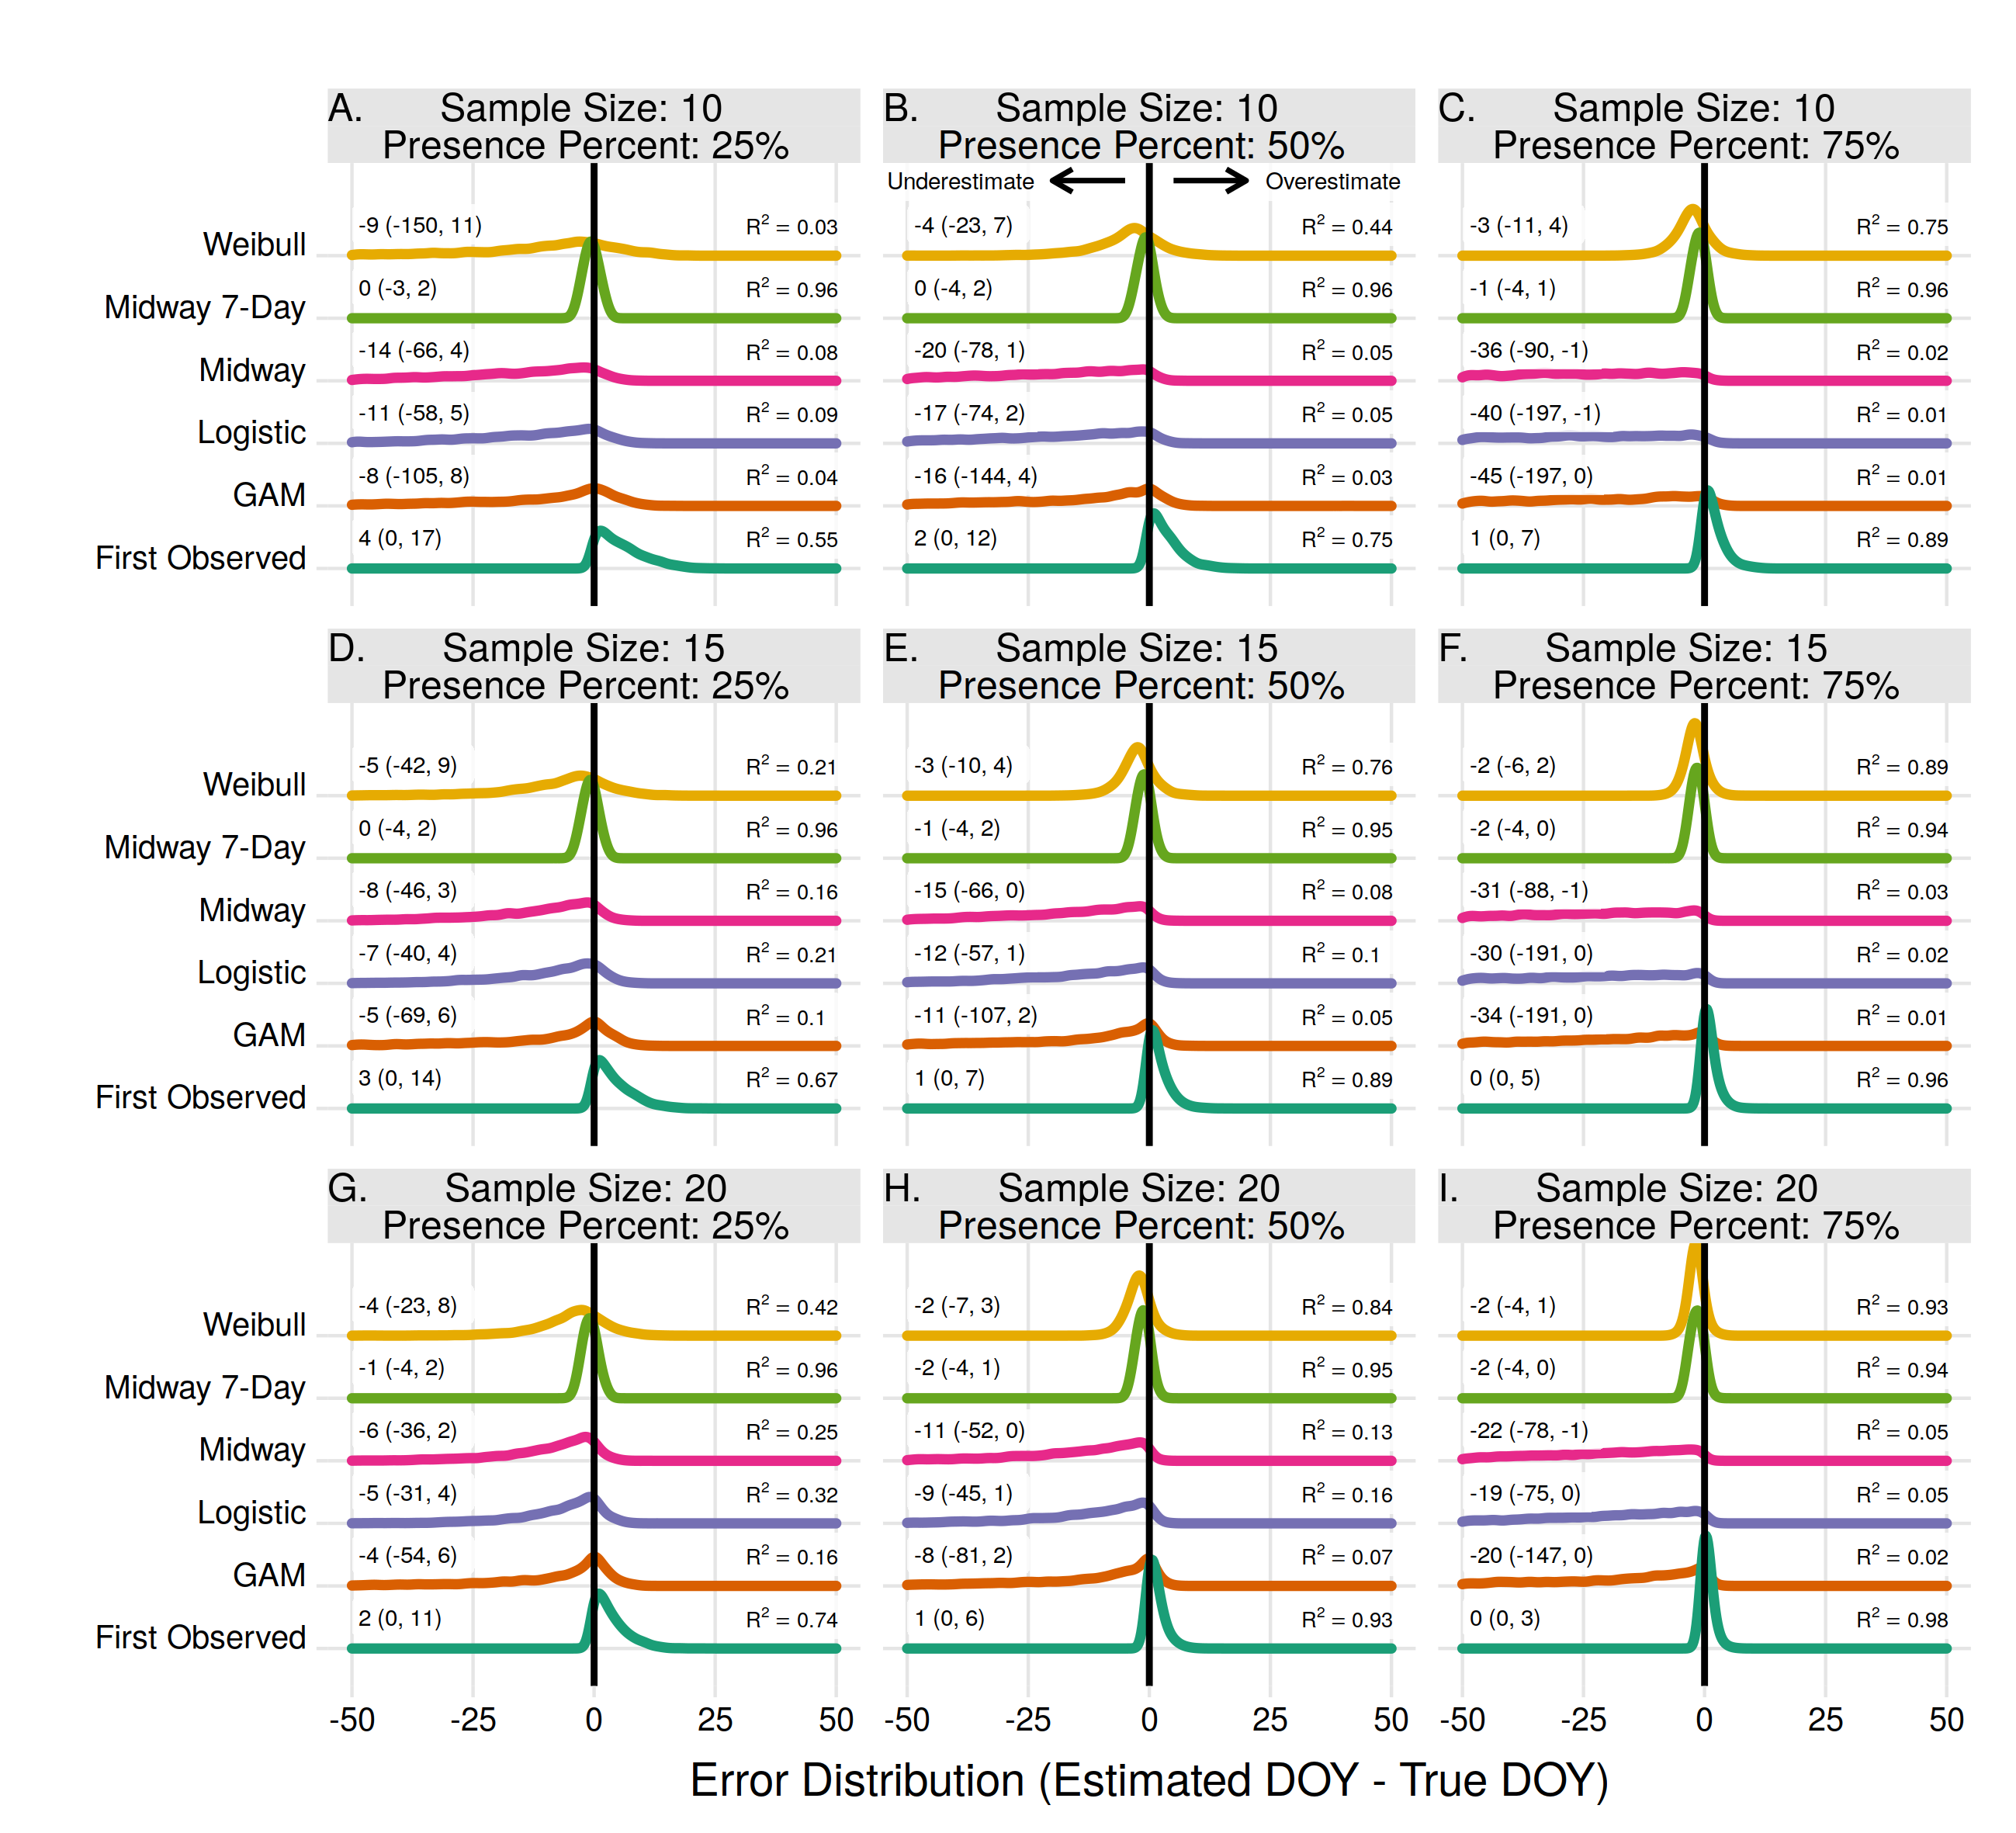 A. Sample Size: 10
Presence Percent: 25%
B. Sample Size: 10
Presence Percent: 50%
C. Sample Size: 10
Presence Percent: 75%
Underestimate Overestimate
Weibull -9 (-150, 11) R² = 0.03 -4 (-23, 7) R² = 0.44 -3 (-11, 4) R² = 0.75
Midway 7-Day 0 (-3, 2) R² = 0.96 0 (-4, 2) R² = 0.96 -1 (-4, 1) R² = 0.96
Midway -14 (-66, 4) R² = 0.08 -20 (-78, 1) R² = 0.05 -36 (-90, -1) R² = 0.02
Logistic -11 (-58, 5) R² = 0.09 -17 (-74, 2) R² = 0.05 -40 (-197, -1) R² = 0.01
GAM -8 (-105, 8) R² = 0.04 -16 (-144, 4) R² = 0.03 -45 (-197, 0) R² = 0.01
First Observed 4 (0, 17) R² = 0.55 2 (0, 12) R² = 0.75 1 (0, 7) R² = 0.89
D. Sample Size: 15
Presence Percent: 25%
E. Sample Size: 15
Presence Percent: 50%
F. Sample Size: 15
Presence Percent: 75%
Weibull -5 (-42, 9) R² = 0.21 -3 (-10, 4) R² = 0.76 -2 (-6, 2) R² = 0.89
Midway 7-Day 0 (-4, 2) R² = 0.96 -1 (-4, 2) R² = 0.95 -2 (-4, 0) R² = 0.94
Midway -8 (-46, 3) R² = 0.16 -15 (-66, 0) R² = 0.08 -31 (-88, -1) R² = 0.03
Logistic -7 (-40, 4) R² = 0.21 -12 (-57, 1) R² = 0.1 -30 (-191, 0) R² = 0.02
GAM -5 (-69, 6) R² = 0.1 -11 (-107, 2) R² = 0.05 -34 (-191, 0) R² = 0.01
First Observed 3 (0, 14) R² = 0.67 1 (0, 7) R² = 0.89 0 (0, 5) R² = 0.96
G. Sample Size: 20
Presence Percent: 25%
H. Sample Size: 20
Presence Percent: 50%
I. Sample Size: 20
Presence Percent: 75%
Weibull -4 (-23, 8) R² = 0.42 -2 (-7, 3) R² = 0.84 -2 (-4, 1) R² = 0.93
Midway 7-Day -1 (-4, 2) R² = 0.96 -2 (-4, 1) R² = 0.95 -2 (-4, 0) R² = 0.94
Midway -6 (-36, 2) R² = 0.25 -11 (-52, 0) R² = 0.13 -22 (-78, -1) R² = 0.05
Logistic -5 (-31, 4) R² = 0.32 -9 (-45, 1) R² = 0.16 -19 (-75, 0) R² = 0.05
GAM -4 (-54, 6) R² = 0.16 -8 (-81, 2) R² = 0.07 -20 (-147, 0) R² = 0.02
First Observed 2 (0, 11) R² = 0.74 1 (0, 6) R² = 0.93 0 (0, 3) R² = 0.98
-50 -25 0 25 50 -50 -25 0 25 50 -50 -25 0 25 50
Error Distribution (Estimated DOY - True DOY)